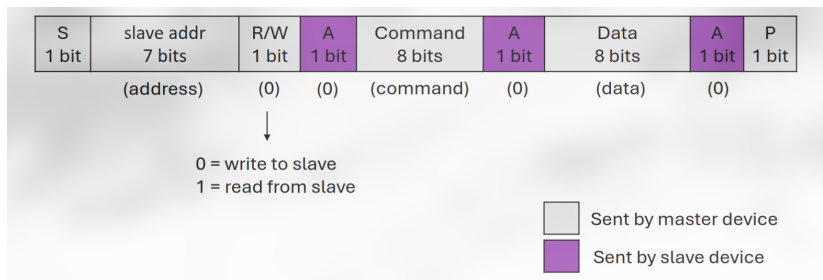 S slave addr R/W A Command A Data A P
1 bit 7 bits 1 bit 1 bit 8 bits 1 bit 8 bits 1 bit 1 bit
(address) (0) (0) (command) (0) (data) (0)
0 = write to slave
1 = read from slave
Sent by master device
Sent by slave device